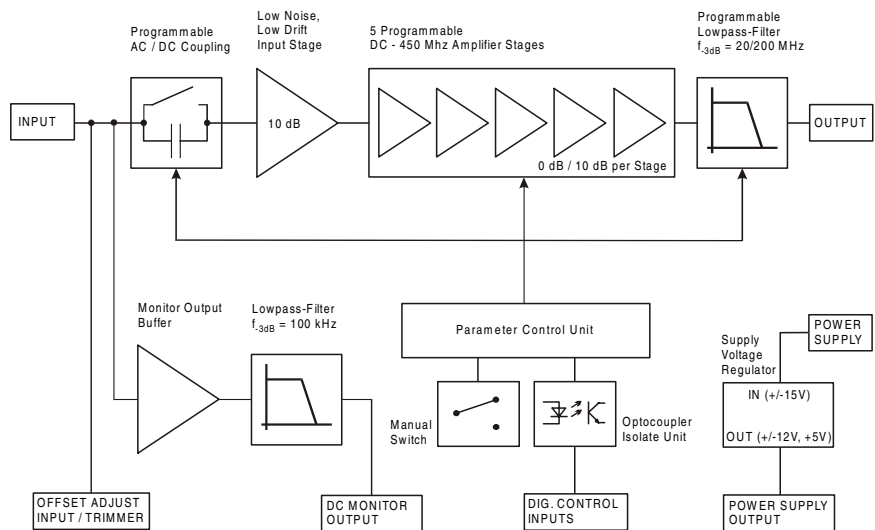 Programmable
AC / DC Coupling
Low Noise,
Low Drift
Input Stage
5 Programmable
DC - 450 Mhz Amplifier Stages
Programmable
Lowpass-Filter
f-3dB = 20/200 MHz
INPUT
10 dB
0 dB / 10 dB per Stage
OUTPUT
Monitor Output
Buffer
Lowpass-Filter
f-3dB = 100 kHz
Parameter Control Unit
Manual
Switch
Optocoupler
Isolate Unit
Supply
Voltage
Regulator
POWER
SUPPLY
IN (+/-15V)
OUT (+/-12V, +5V)
OFFSET ADJUST
INPUT / TRIMMER
DC MONITOR
OUTPUT
DIG. CONTROL
INPUTS
POWER SUPPLY
OUTPUT